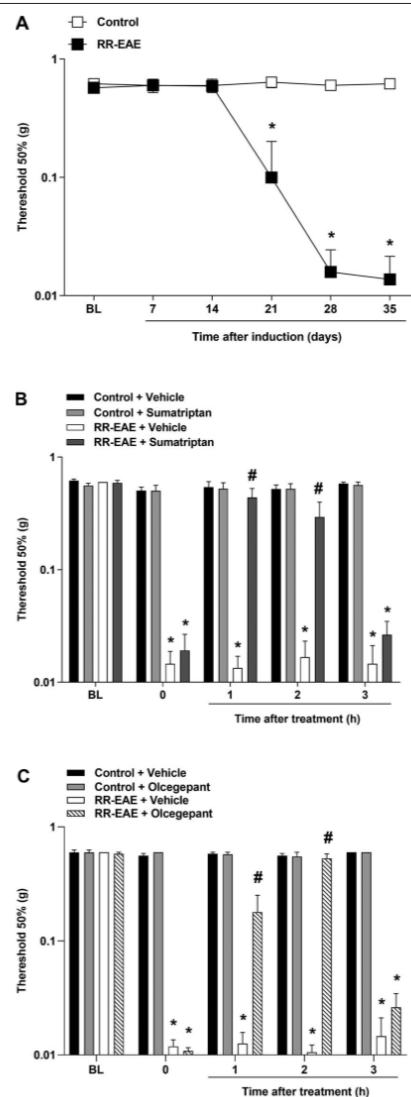 A
Control
RR-EAE
Thereshold 50% (g)
1
0.1
0.01
*
*
*
BL
7
14
21
28
35
Time after induction (days)
B
Control + Vehicle
Control + Sumatriptan
RR-EAE + Vehicle
RR-EAE + Sumatriptan
Thereshold 50% (g)
1
0.1
0.01
* *
*
#
*
#
* *
BL
0
1
2
3
Time after treatment (h)
C
Control + Vehicle
Control + Olcegepant
RR-EAE + Vehicle
RR-EAE + Olcegepant
Thereshold 50% (g)
1
0.1
0.01
* *
*
#
*
#
* *
BL
0
1
2
3
Time after treatment (h)